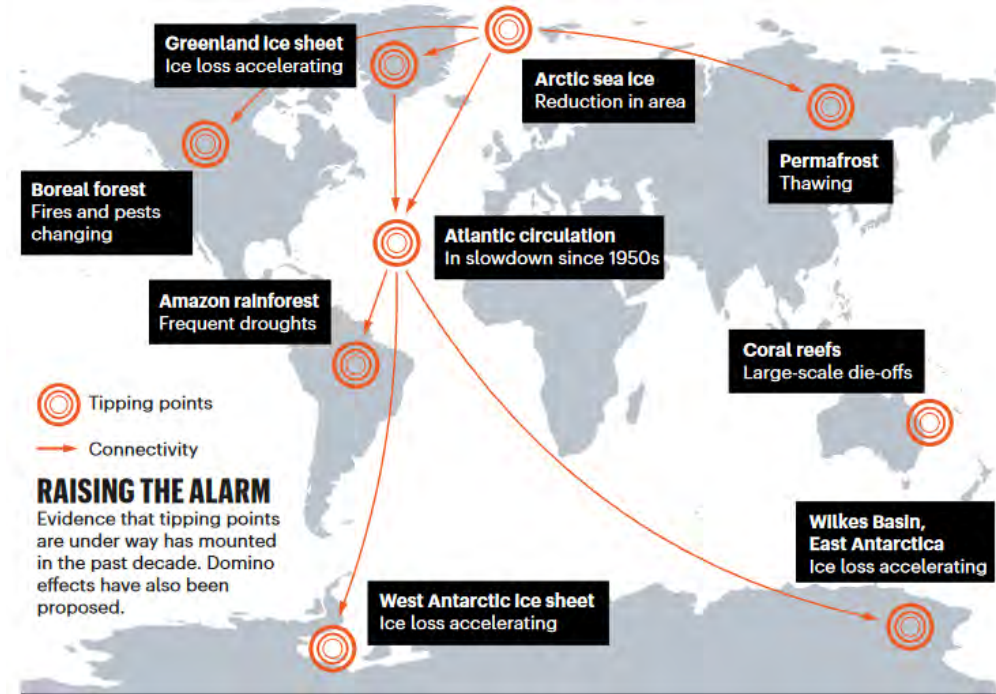 Greenland ice sheet
Ice loss accelerating
Arctic sea ice
Reduction in area
Permafrost
Thawing
Boreal forest
Fires and pests
changing
Atlantic circulation
In slowdown since 1950s
Amazon rainforest
Frequent droughts
Coral reefs
Large-scale die-offs
Tipping points
Connectivity
RAISING THE ALARM
Evidence that tipping points
are under way has mounted
in the past decade. Domino
effects have also been
proposed.
Wilkes Basin,
East Antarctica
Ice loss accelerating
West Antarctic ice sheet
Ice loss accelerating